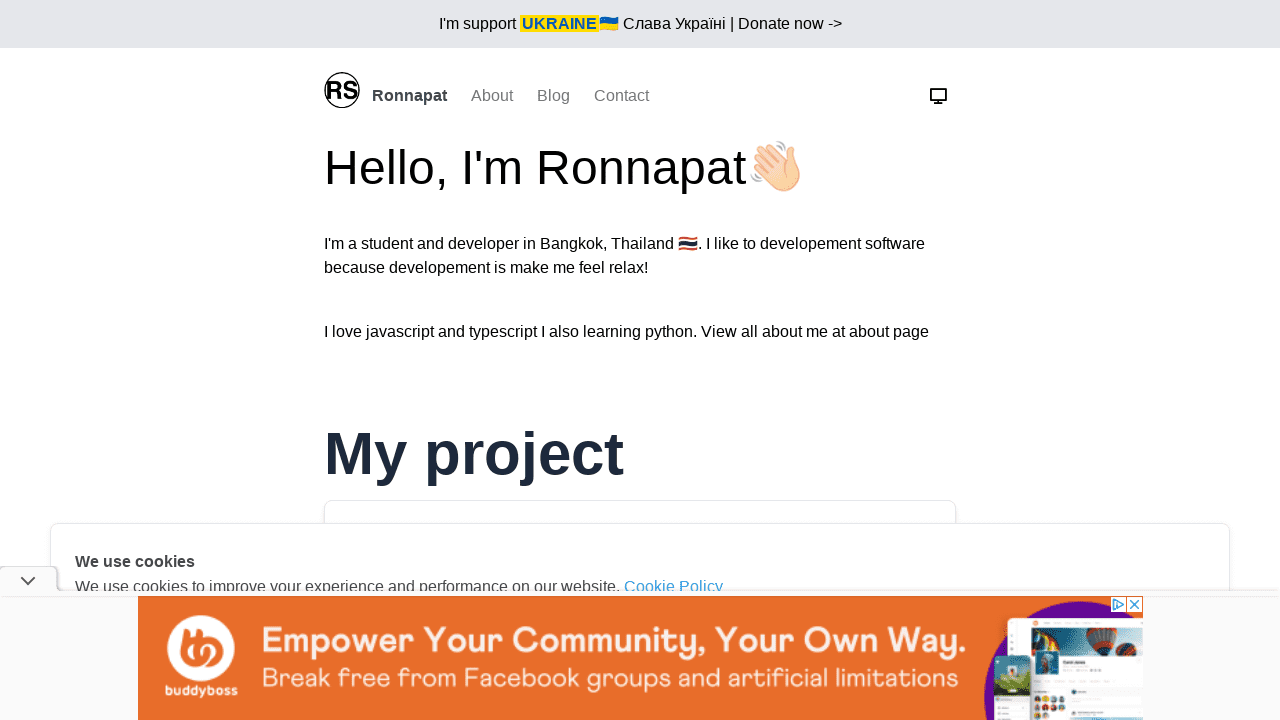 I'm support UKRAINE🇺🇦 Слава Україні | Donate now ->
RS Ronnapat About Blog Contact
Hello, I'm Ronnapat👋🏻
I'm a student and developer in Bangkok, Thailand 🇹🇭. I like to developement software
because developement is make me feel relax!
I love javascript and typescript I also learning python. View all about me at about page
My project
We use cookies
We use cookies to improve your experience and performance on our website. Cookie Policy
Empower Your Community, Your Own Way.
Break free from Facebook groups and artificial limitations
buddyboss